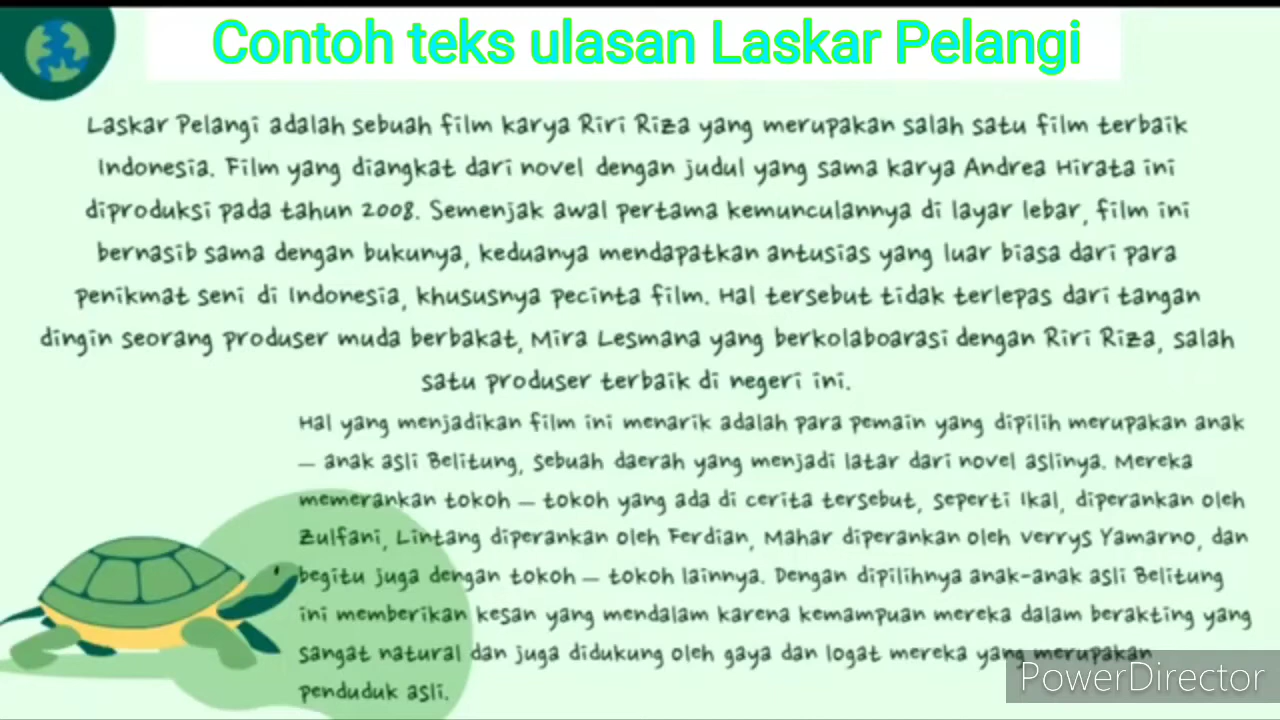 Contoh teks ulasan Laskar Pelangi
Laskar Pelangi adalah sebuah film karya Riri Riza yang merupakan salah satu film terbaik
Indonesia. Film yang diangkat dari novel dengan judul yang sama karya Andrea Hirata ini
diproduksi pada tahun 2008. Semenjak awal pertama kemunculannya di layar lebar, film ini
bernasib sama dengan bukunya, keduanya mendapatkan antusias yang luar biasa dari para
penikmat seni di Indonesia, khususnya pecinta film. Hal tersebut tidak terlepas dari tangan
dingin seorang produser muda berbakat, Mira Lesmana yang berkolaboarasi dengan Riri Riza, salah
satu produser terbaik di negeri ini.
Hal yang menjadikan film ini menarik adalah para pemain yang dipilih merupakan anak
– anak asli Belitung, sebuah daerah yang menjadi latar dari novel aslinya. Mereka
memerankan tokoh – tokoh yang ada di cerita tersebut, seperti Ikal, diperankan oleh
Zulfani, Lintang diperankan oleh Ferdian, Mahar diperankan oleh Verrys Yamarno, dan
begitu juga dengan tokoh – tokoh lainnya. Dengan dipilihnya anak-anak asli Belitung
ini memberikan kesan yang mendalam karena kemampuan mereka dalam berakting yang
sangat natural dan juga didukung oleh gaya dan logat mereka yang merupakan
penduduk asli.
PowerDirector